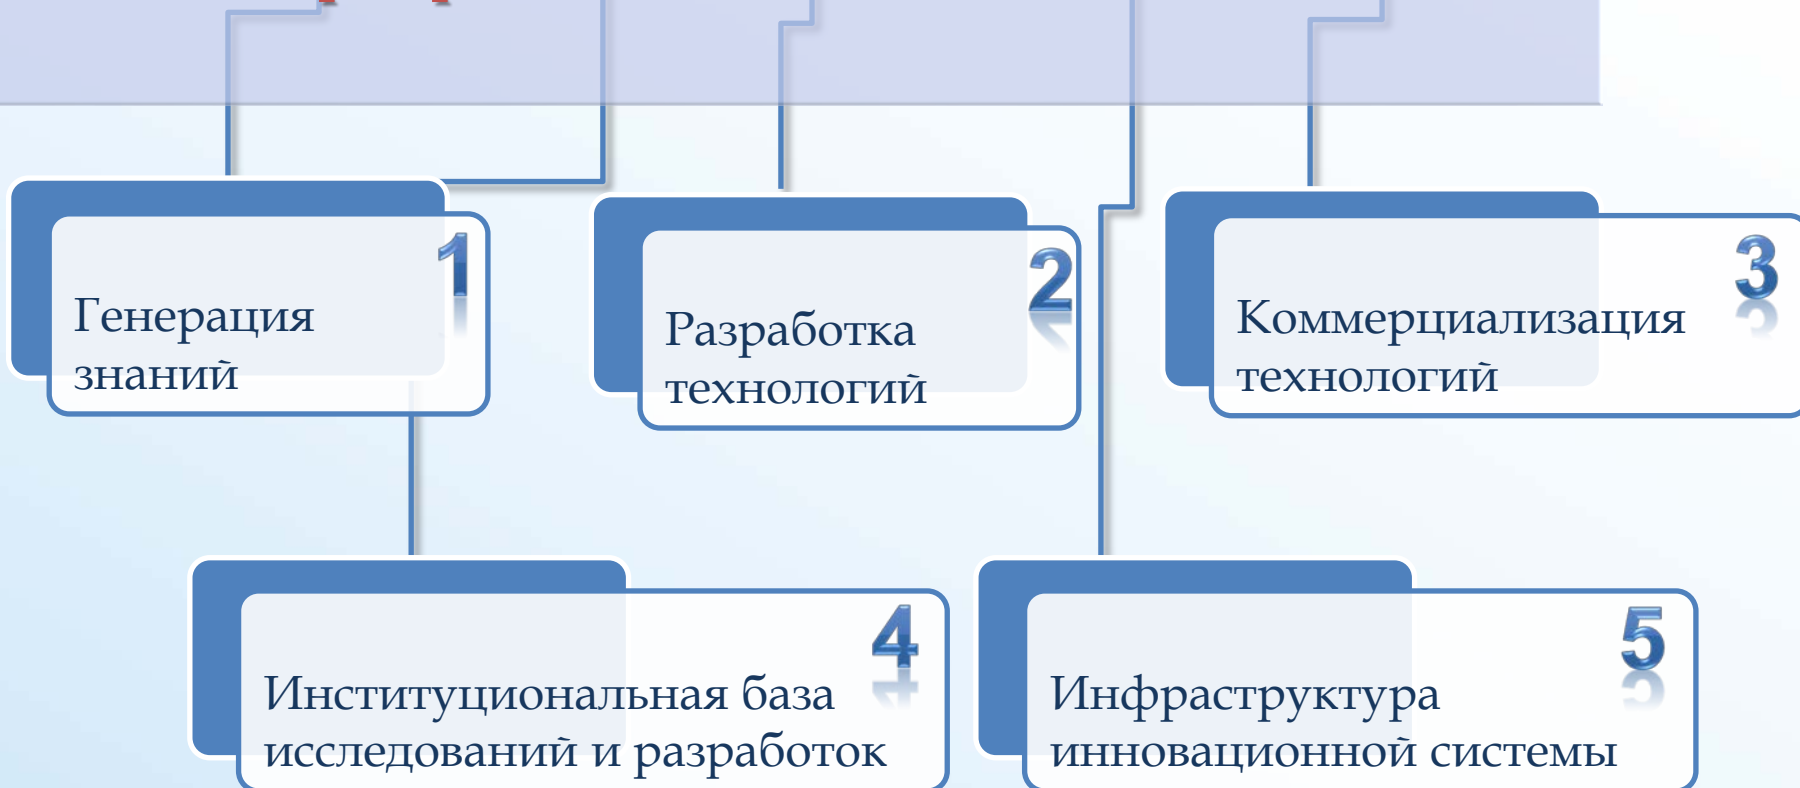 1
Генерация
знаний
2
Разработка
технологий
3
Коммерциализация
технологий
4
Институциональная база
исследований и разработок
5
Инфраструктура
инновационной системы